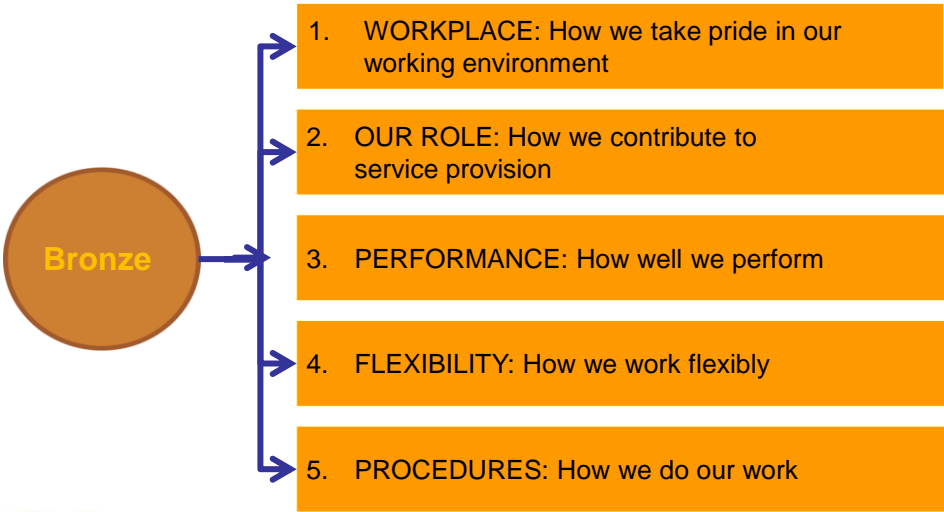 1. WORKPLACE: How we take pride in our
working environment
2. OUR ROLE: How we contribute to
service provision
Bronze
3. PERFORMANCE: How well we perform
4. FLEXIBILITY: How we work flexibly
5. PROCEDURES: How we do our work